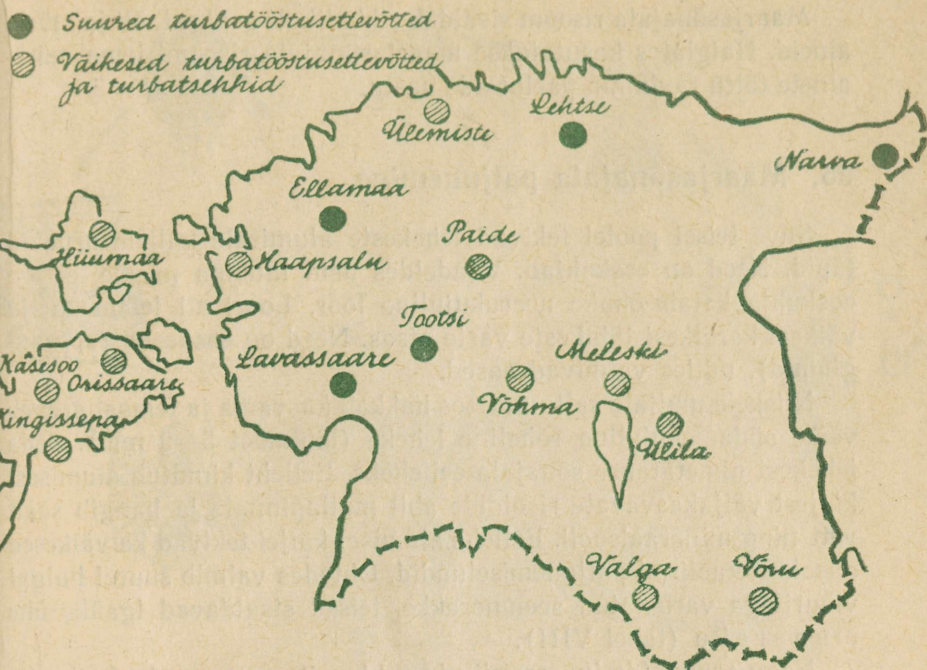 Suured turbatööstusettevõtted
Väikesed turbatööstusettevõtted
ja turbatsehhid
Lehtse
Ülemiste
Narva
Ellamaa
Paide
Hiiumaa
Haapsalu
Tootsi
Lavassaare
Meleski
Käsesoo
Orissaare
Võhma
Kingissepa
Ulila
Valga
Võru